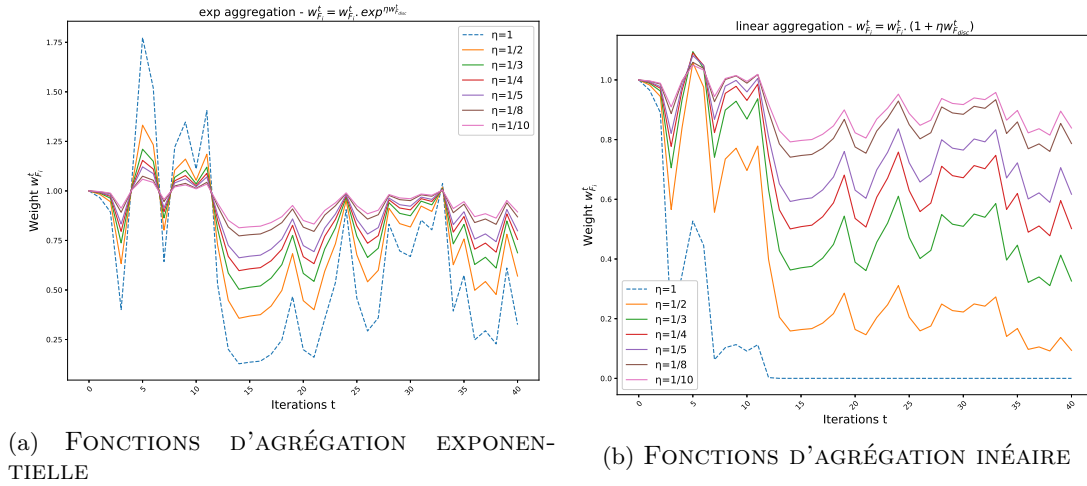 exp aggregation - w^t_{F_i} = w^t_{F_i}.exp^{ηw^t_{F_{disc}}}
Weight w^t_{F_i}
1.75
1.50
1.25
1.00
0.75
0.50
0.25
η=1
η=1/2
η=1/3
η=1/4
η=1/5
η=1/8
η=1/10
0 5 10 15 20 25 30 35 40
Iterations t
(a) FONCTIONS D'AGRÉGATION EXPONEN-
TIELLE
linear aggregation - w^t_{F_i} = w^t_{F_i}.(1 + ηw^t_{F_{disc}})
Weight w^t_{F_i}
1.0
0.8
0.6
0.4
0.2
0.0
η=1
η=1/2
η=1/3
η=1/4
η=1/5
η=1/8
η=1/10
0 5 10 15 20 25 30 35 40
Iterations t
(b) FONCTIONS D'AGRÉGATION INÉAIRE